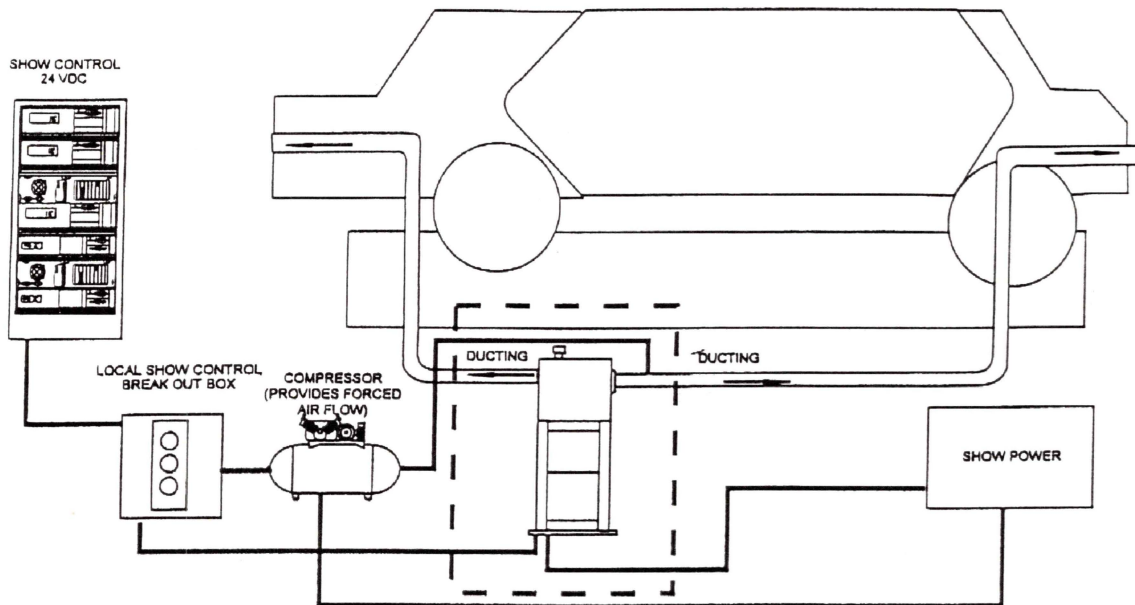 SHOW CONTROL
24 VDC
LOCAL SHOW CONTROL
BREAK OUT BOX
COMPRESSOR
(PROVIDES FORCED
AIR FLOW)
DUCTING
DUCTING
SHOW POWER